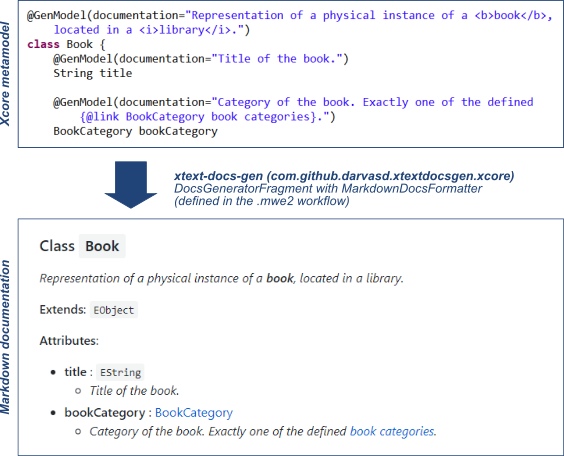 Xcore metamodel
@GenModel(documentation="Representation of a physical instance of a <b>book</b>,
located in a <i>library</i>.")
class Book {
@GenModel(documentation="Title of the book.")
String title
@GenModel(documentation="Category of the book. Exactly one of the defined
{@link BookCategory book categories}.")
BookCategory bookCategory
xtext-docs-gen (com.github.darvasd.xtextdocsgen.xcore)
DocsGeneratorFragment with MarkdownDocsFormatter
(defined in the .mwe2 workflow)
Markdown documentation
Class Book
Representation of a physical instance of a book, located in a library.
Extends: EObject
Attributes:
• title : EString
○ Title of the book.
• bookCategory : BookCategory
○ Category of the book. Exactly one of the defined book categories.